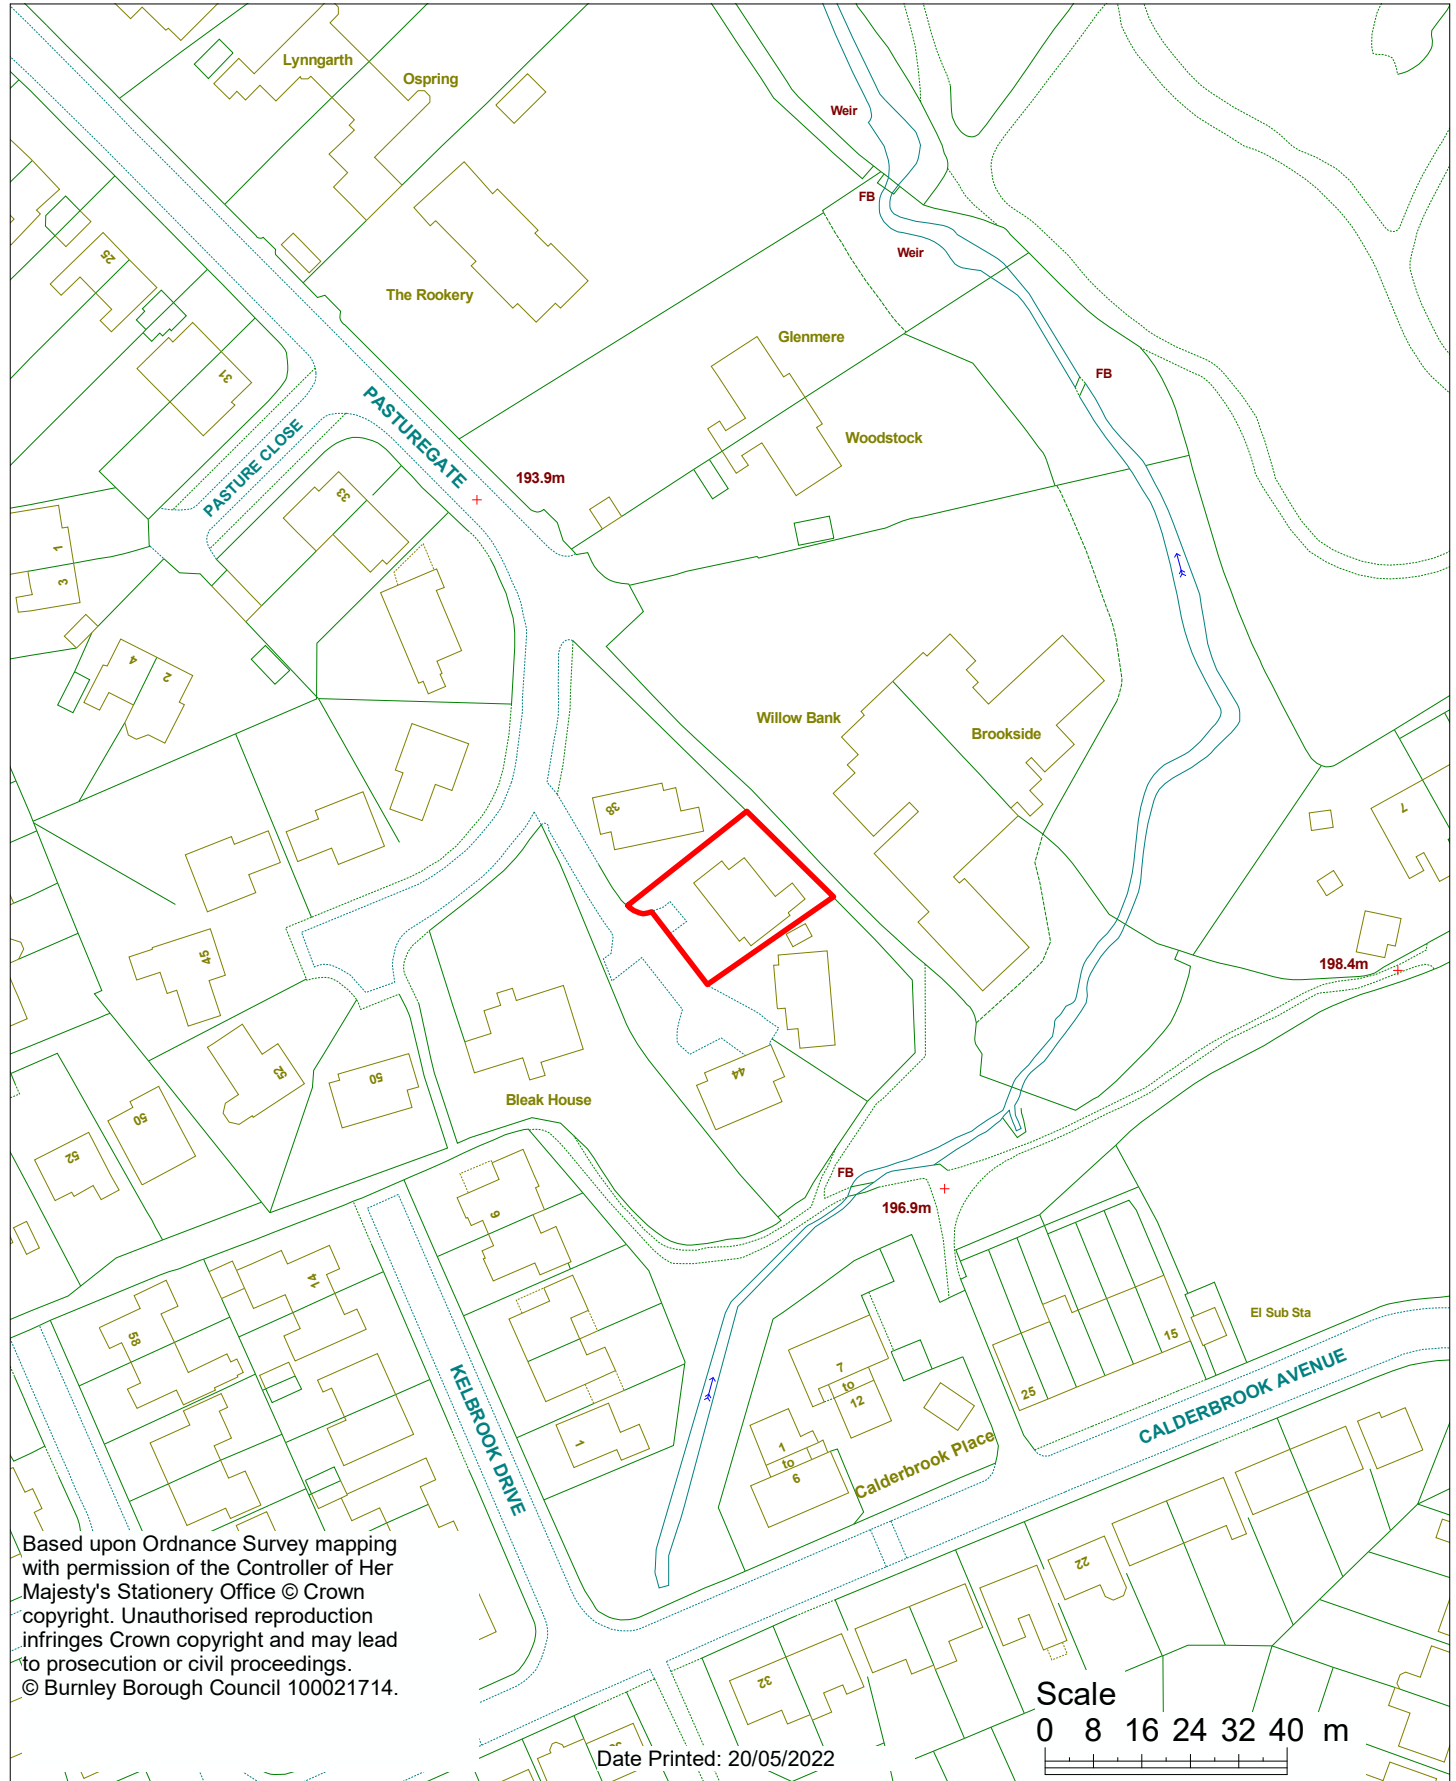 Lynngarth
Ospring
Weir
FB
Weir
25
The Rookery
Glenmere
31
FB
PASTUREGATE
PASTURE CLOSE
Woodstock
33
193.9m
1
3
4
2
Willow Bank
Brookside
38
7
45
198.4m
53
50
44
Bleak House
50
52
FB
196.9m
9
14
58
El Sub Sta
15
7
to
12
25
KELBROOK DRIVE
CALDERBROOK AVENUE
1
1
to
6
Calderbrook Place
22
32
Based upon Ordnance Survey mapping
with permission of the Controller of Her
Majesty's Stationery Office © Crown
copyright. Unauthorised reproduction
infringes Crown copyright and may lead
to prosecution or civil proceedings.
© Burnley Borough Council 100021714.
Scale
0 8 16 24 32 40 m
Date Printed: 20/05/2022